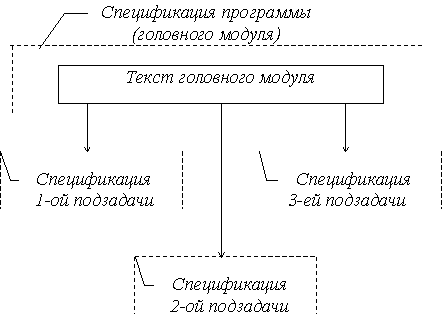 Спецификация программы
(головного модуля)
Текст головного модуля
Спецификация
1-ой подзадачи
Спецификация
3-ей подзадачи
Спецификация
2-ой подзадачи